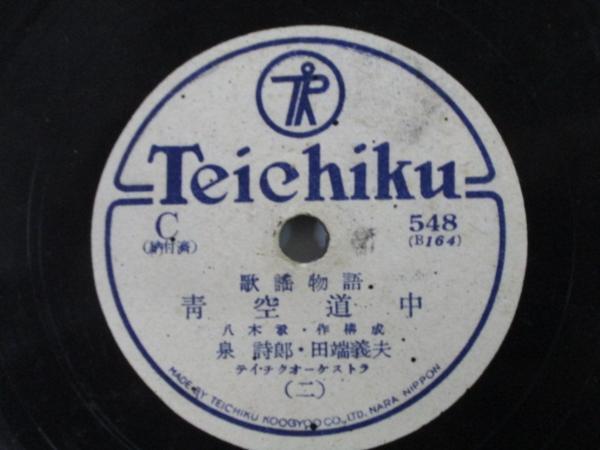 Teichiku
C
548
(B164)
歌謠物語
青空道中
八木歌・作構成
泉詩郎・田端義夫
テイチクオーケストラ
(二)
MADE BY TEICHIKU KOOGYOO CO., LTD. NARA NIPPON